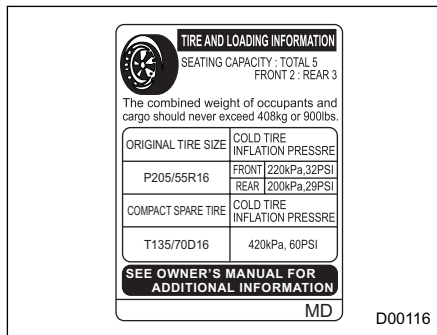 TIRE AND LOADING INFORMATION
SEATING CAPACITY : TOTAL 5
FRONT 2 : REAR 3
The combined weight of occupants and
cargo should never exceed 408kg or 900lbs.
ORIGINAL TIRE SIZE
COLD TIRE
INFLATION PRESSRE
P205/55R16
FRONT 220kPa,32PSI
REAR 200kPa,29PSI
COMPACT SPARE TIRE
COLD TIRE
INFLATION PRESSRE
T135/70D16
420kPa, 60PSI
SEE OWNER'S MANUAL FOR
ADDITIONAL INFORMATION
MD
D00116